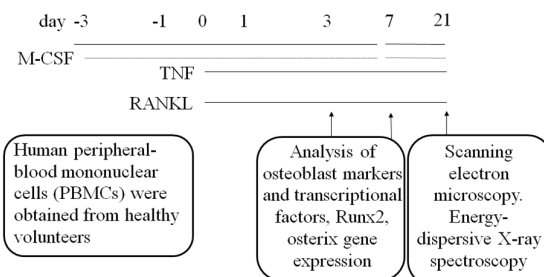 day -3 -1 0 1 3 7 21
M-CSF
TNF
RANKL
Human peripheral-
blood mononuclear
cells (PBMCs) were
obtained from healthy
volunteers
Analysis of
osteoblast markers
and transcriptional
factors, Runx2,
osterix gene
expression
Scanning
electron
microscopy.
Energy-
dispersive X-ray
spectroscopy